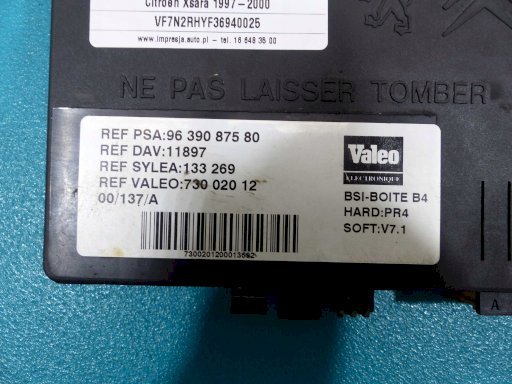 Citroen Xsara 1997-2000
VF7N2RHYF36940025
www.impresja.auto.pl, tel. 16 648 35 00
NE PAS LAISSER TOMBER
REF PSA:96 390 875 80
REF DAV:11897
REF SYLEA:133 269
REF VALEO:730 020 12
00/137/A
7300201200013692
Valeo
ELECTRONIQUE
BSI-BOITE B4
HARD:PR4
SOFT:V7.1
A